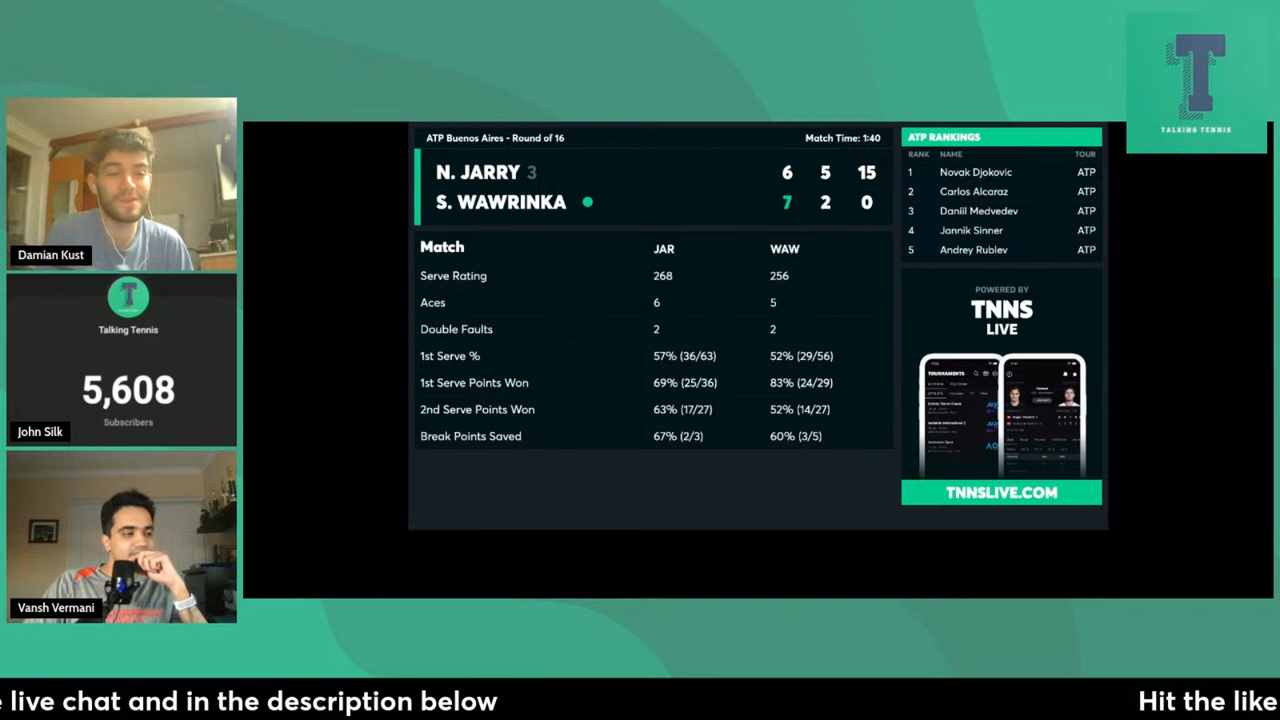 T
TALKING TENNIS
Damian Kust
T
Talking Tennis
5,608
Subscribers
John Silk
Vansh Vermani
ATP Buenos Aires - Round of 16 Match Time: 1:40
N. JARRY 3 6 5 15
S. WAWRINKA 7 2 0
Match JAR WAW
Serve Rating 268 256
Aces 6 5
Double Faults 2 2
1st Serve % 57% (36/63) 52% (29/56)
1st Serve Points Won 69% (25/36) 83% (24/29)
2nd Serve Points Won 63% (17/27) 52% (14/27)
Break Points Saved 67% (2/3) 60% (3/5)
ATP RANKINGS
RANK NAME TOUR
1 Novak Djokovic ATP
2 Carlos Alcaraz ATP
3 Daniil Medvedev ATP
4 Jannik Sinner ATP
5 Andrey Rublev ATP
POWERED BY
TNNS
LIVE
TOURNAMENTS
TNNSLIVE.COM
live chat and in the description below Hit the like